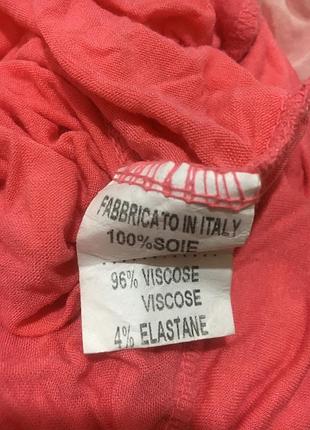 FABBRICATO IN ITALY
100%SOIE
96% VISCOSE
VISCOSE
4% ELASTANE